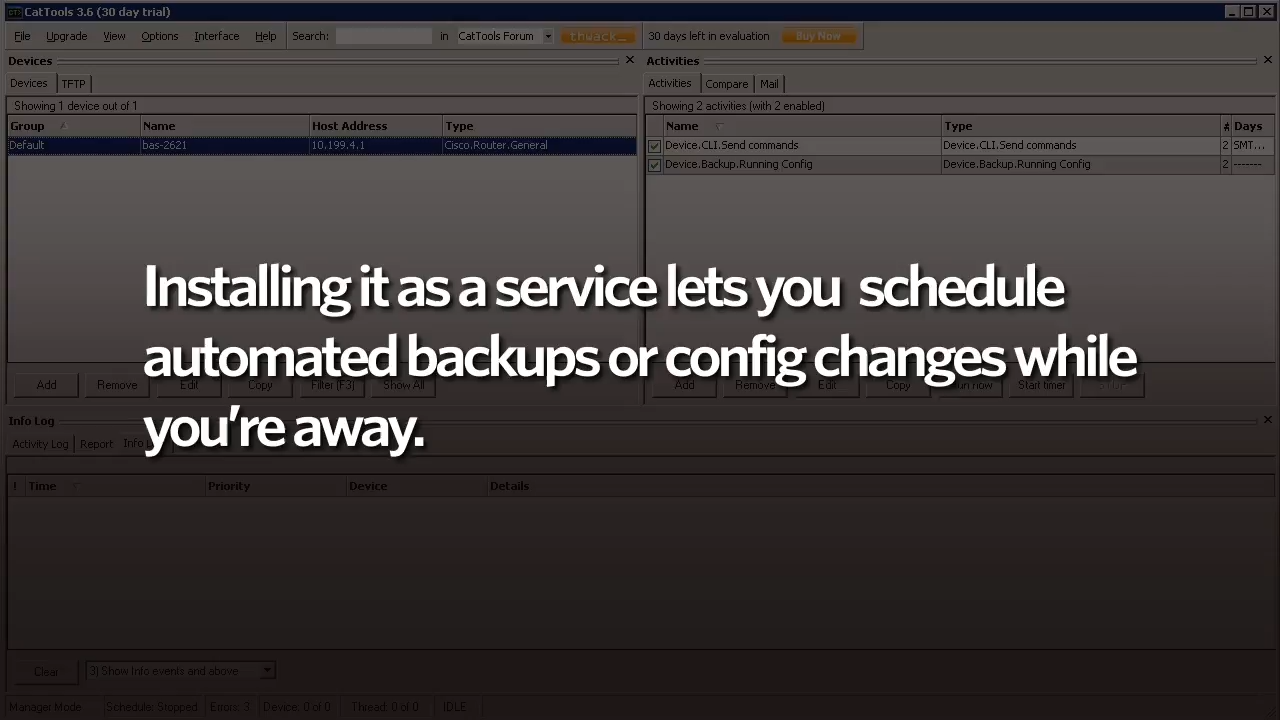 CatTools 3.6 (30 day trial)
File Upgrade View Options Interface Help Search: in CatTools Forum thwack_ 30 days left in evaluation Buy Now
Devices
Devices TFTP
Showing 1 device out of 1
Group Name Host Address Type
Default bas-2621 10.199.4.1 Cisco.Router.General
Activities
Activities Compare Mail
Showing 2 activities (with 2 enabled)
Name Type # Days
Device.CLI.Send commands Device.CLI.Send commands 2 SMT...
Device.Backup.Running Config Device.Backup.Running Config 2 -------
Installing it as a service lets you schedule
automated backups or config changes while
you're away.
Add Remove Edit Copy Filter [F3] Show All
Add Remove Edit Copy Run now Start timer
Info Log
Activity Log Report Info
! Time Priority Device Details
Clear 3) Show Info events and above
Manager Mode Schedule: Stopped Errors: 3 Device: 0 of 0 Thread: 0 of 0 IDLE